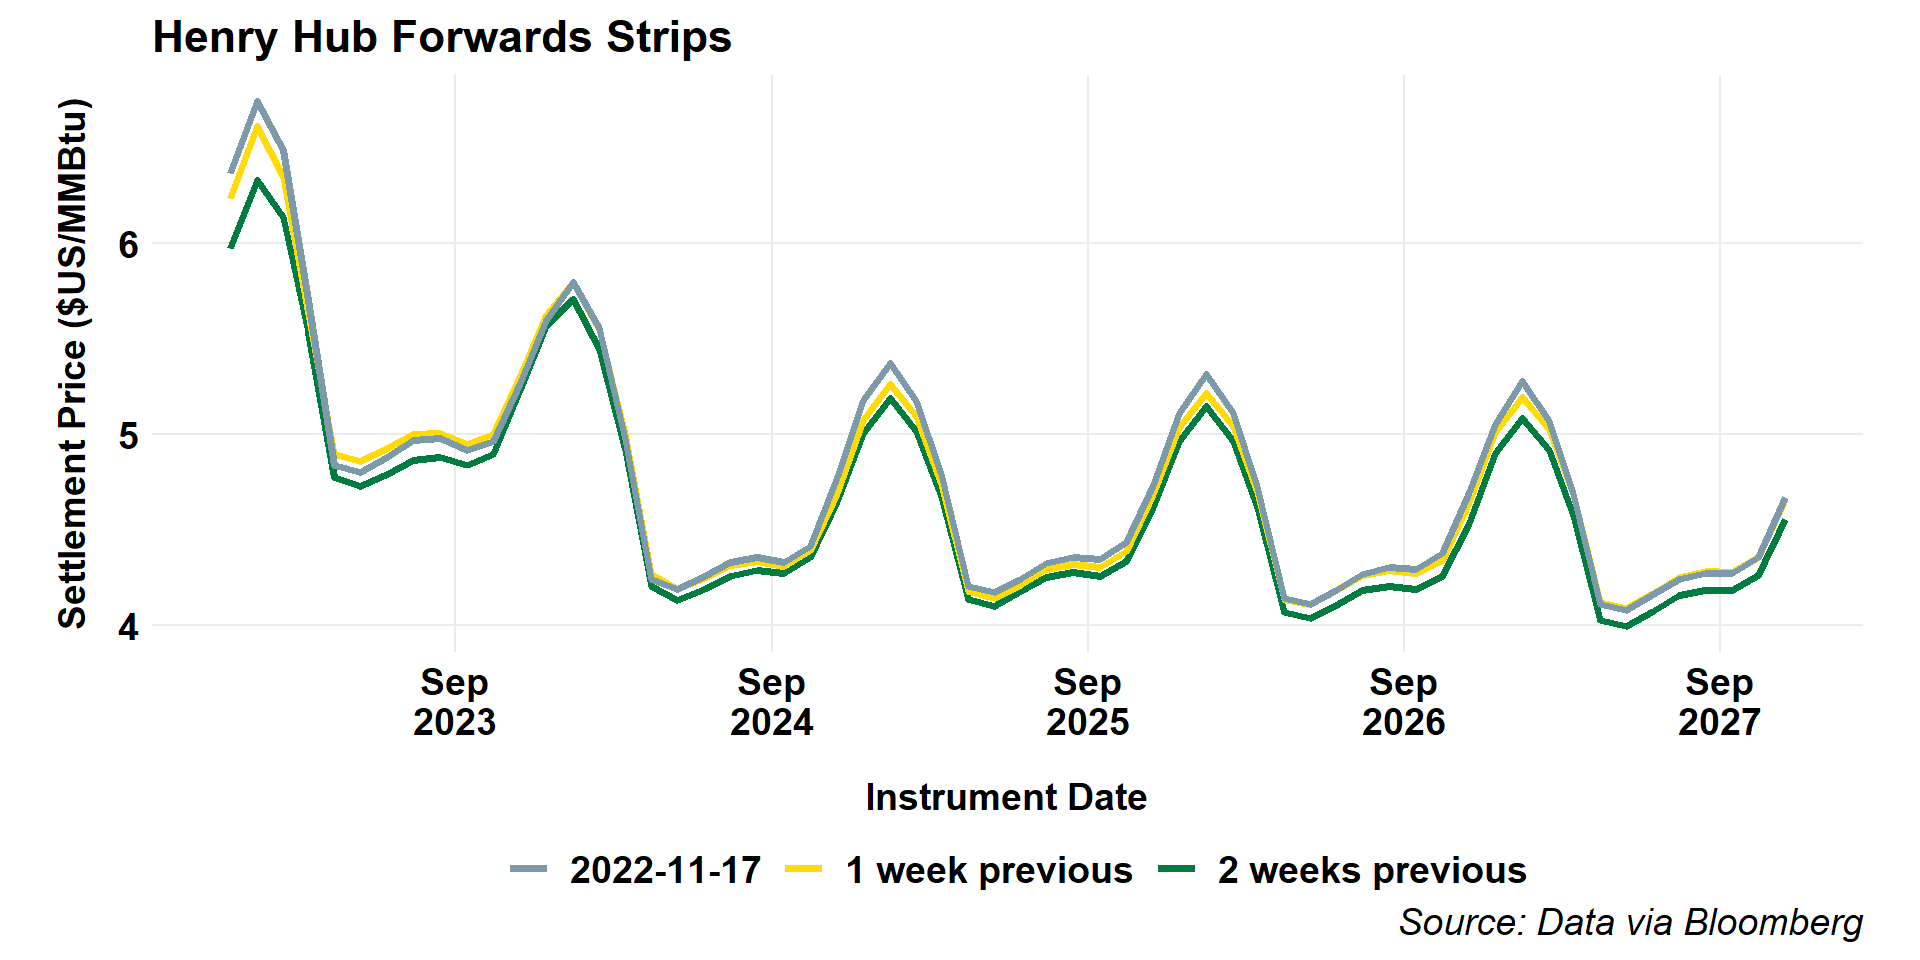 Henry Hub Forwards Strips
Settlement Price ($US/MMBtu)
6
5
4
Sep
2023
Sep
2024
Sep
2025
Sep
2026
Sep
2027
Instrument Date
2022-11-17
1 week previous
2 weeks previous
Source: Data via Bloomberg